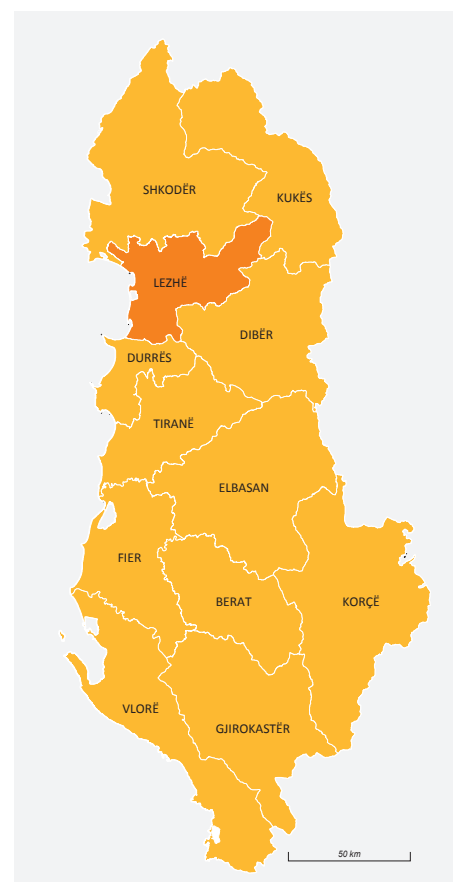 SHKODËR
KUKËS
LEZHË
DIBËR
DURRËS
TIRANË
ELBASAN
FIER
BERAT
KORÇË
VLORË
GJIROKASTËR
50 km